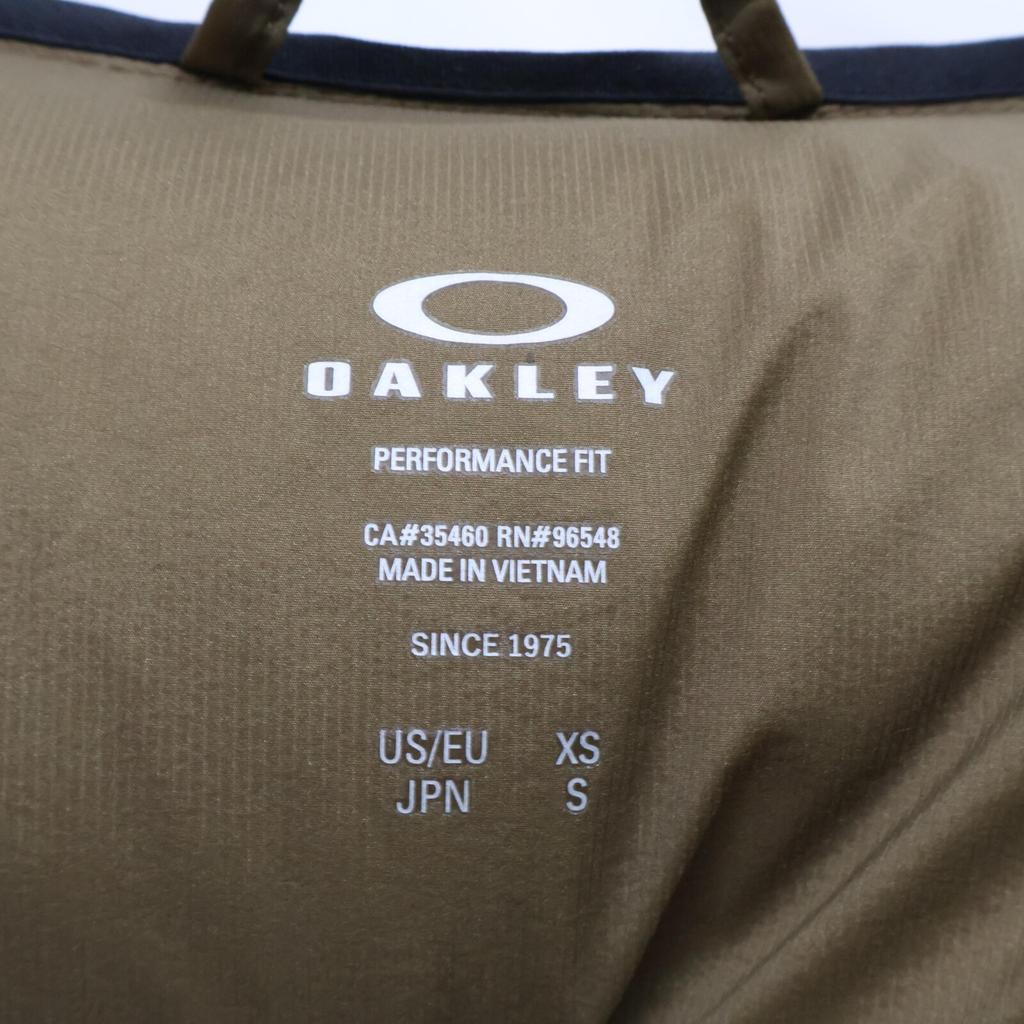 OAKLEY
PERFORMANCE FIT
CA#35460 RN#96548
MADE IN VIETNAM
SINCE 1975
US/EU XS
JPN S